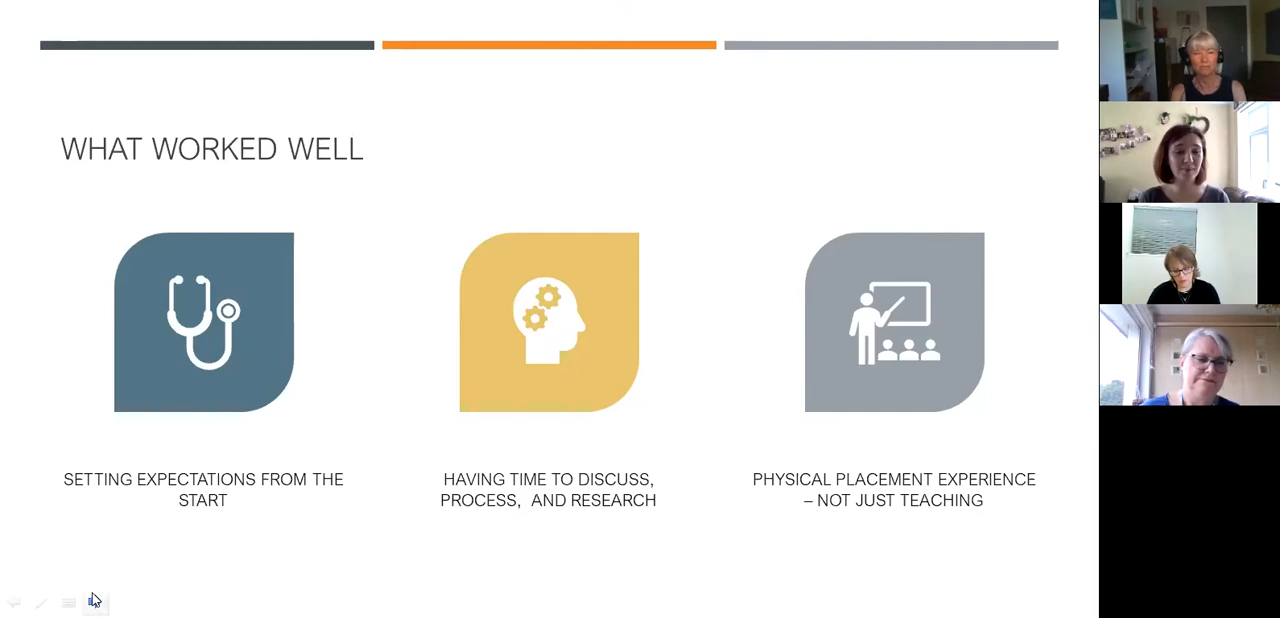 WHAT WORKED WELL
SETTING EXPECTATIONS FROM THE
START
HAVING TIME TO DISCUSS,
PROCESS, AND RESEARCH
PHYSICAL PLACEMENT EXPERIENCE
– NOT JUST TEACHING